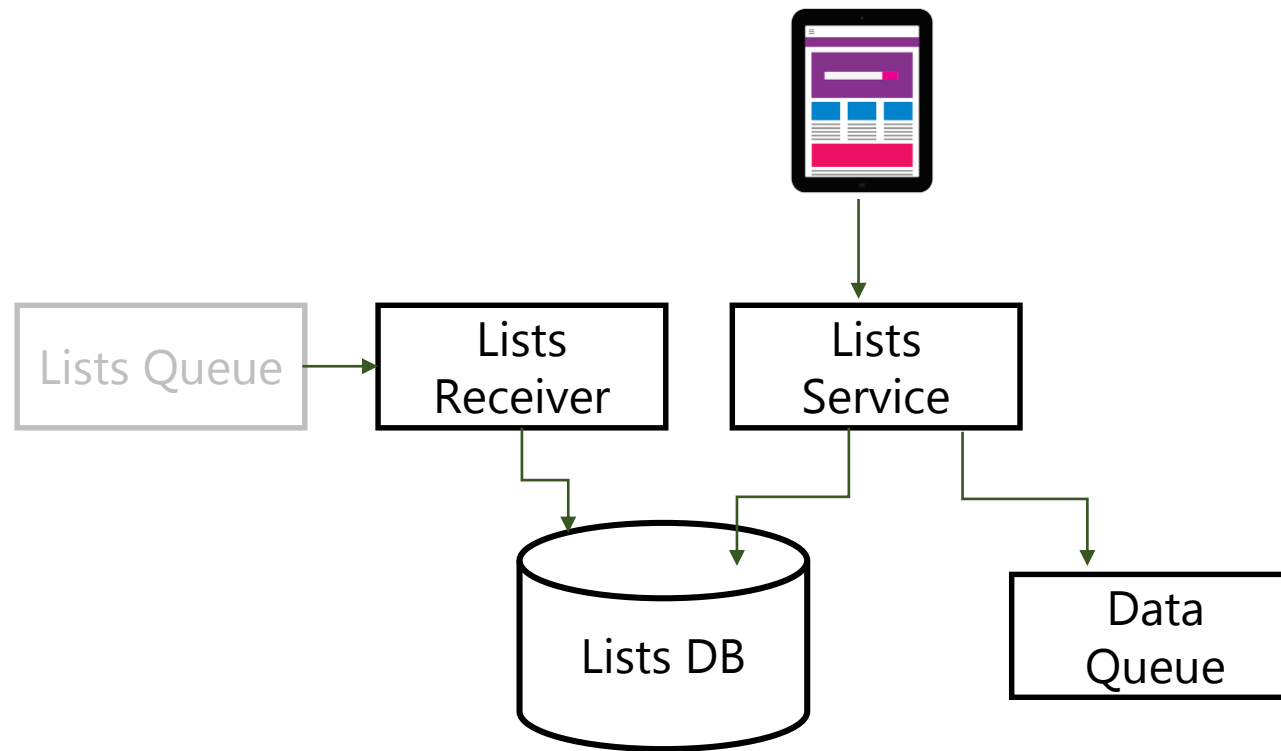 Lists Queue
Lists
Receiver
Lists
Service
Lists DB
Data
Queue